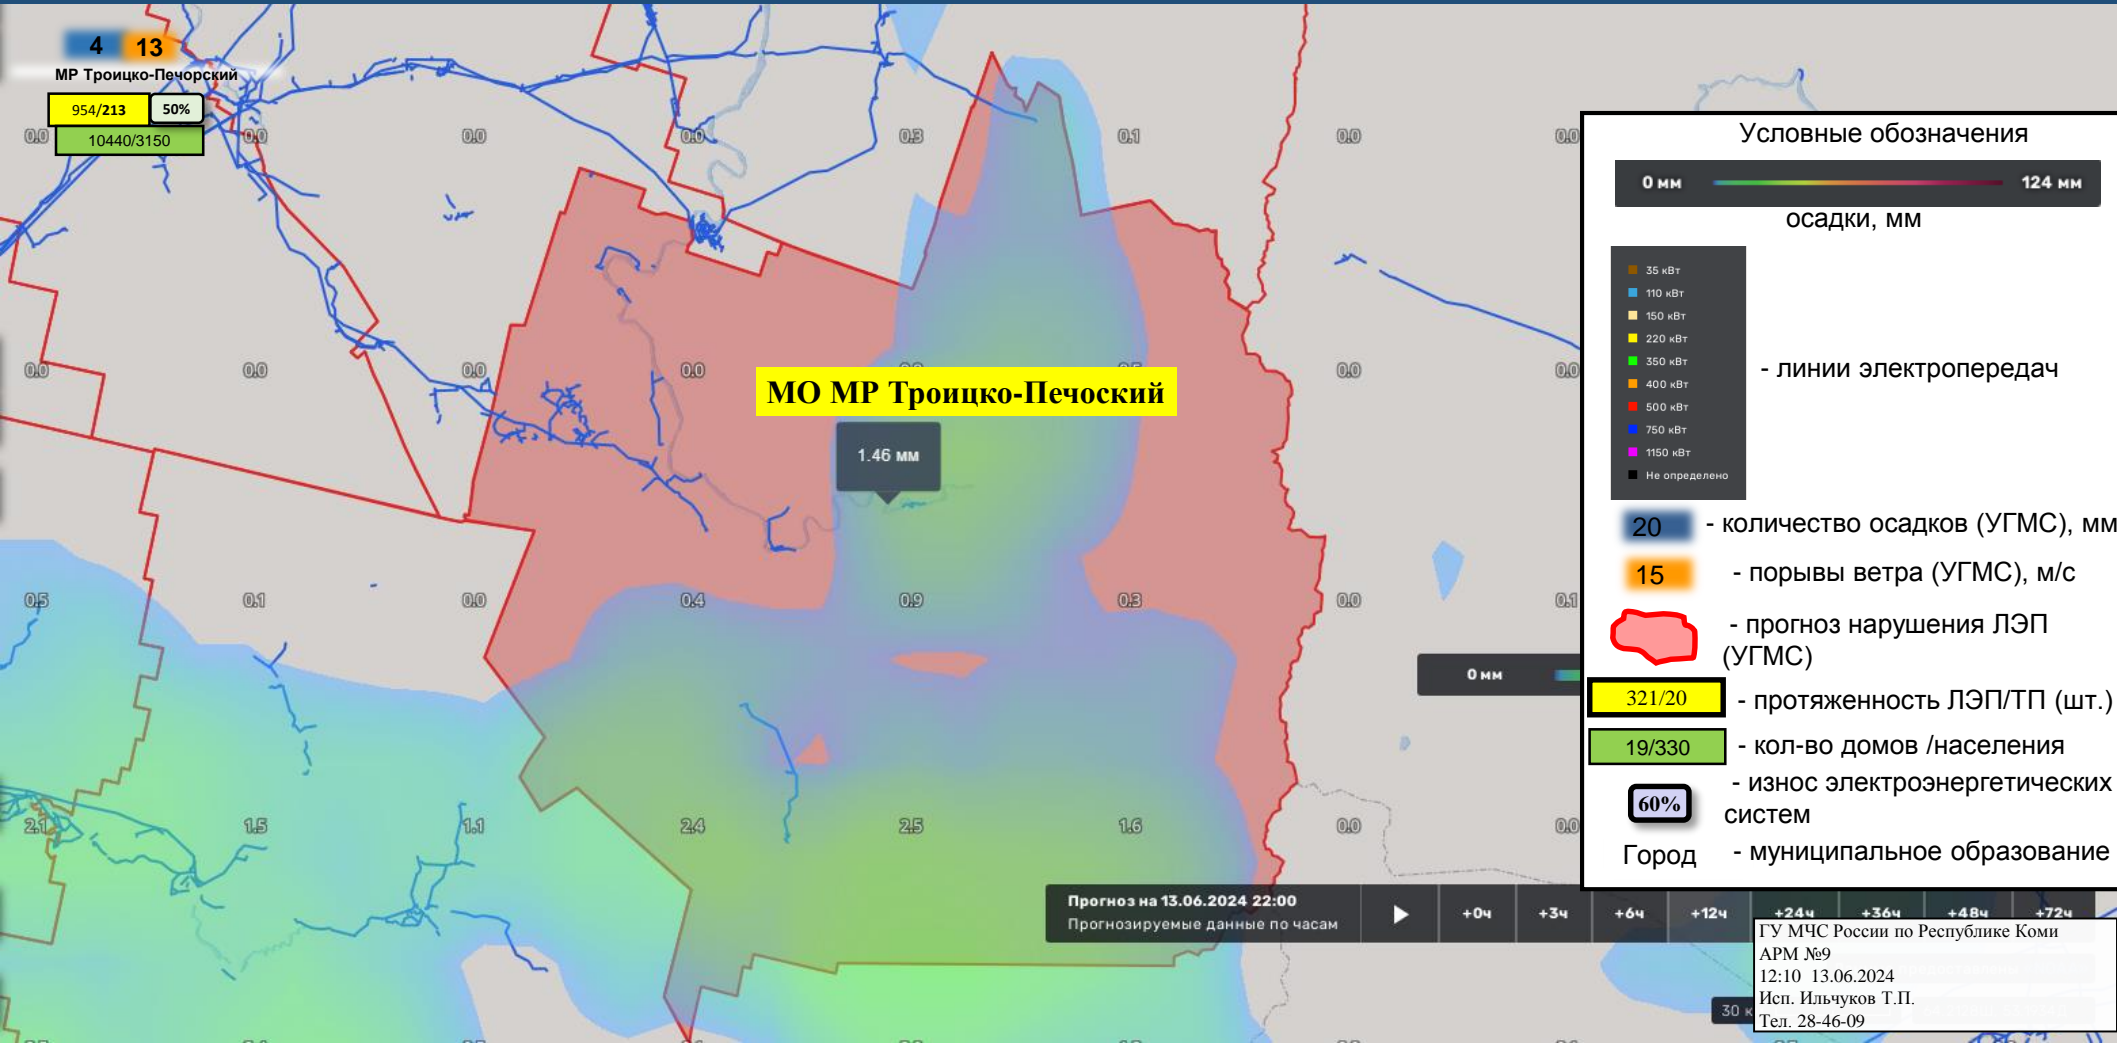 4 13
МР Троицко-Печорский
954/213 50%
10440/3150
0.0 0.0 0.0 0.0 0.3 0.1 0.0 0.0
0.0 0.0 0.0 0.0 0.0 0.0
МО МР Троицко-Печоский
1.46 мм
0.5 0.1 0.0 0.4 0.9 0.3 0.0 0.1
0 мм
2.1 1.5 1.1 2.4 2.5 1.6 0.0 0.0
Прогноз на 13.06.2024 22:00
Прогнозируемые данные по часам
+0ч +3ч +6ч +12ч +24ч +36ч +48ч +72ч
Условные обозначения
0 мм 124 мм
осадки, мм
35 кВт
110 кВт
150 кВт
220 кВт
350 кВт
400 кВт
500 кВт
750 кВт
1150 кВт
Не определено
- линии электропередач
20 - количество осадков (УГМС), мм
15 - порывы ветра (УГМС), м/с
- прогноз нарушения ЛЭП
(УГМС)
321/20 - протяженность ЛЭП/ТП (шт.)
19/330 - кол-во домов /населения
60% - износ электроэнергетических
систем
Город - муниципальное образование
ГУ МЧС России по Республике Коми
АРМ №9
12:10 13.06.2024
Исп. Ильчуков Т.П.
Тел. 28-46-09
30